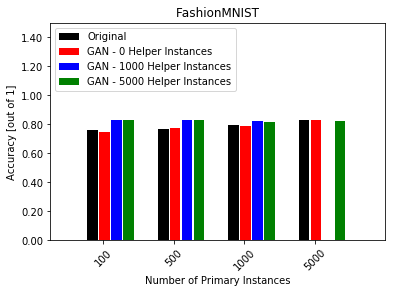 FashionMNIST
Original
GAN - 0 Helper Instances
GAN - 1000 Helper Instances
GAN - 5000 Helper Instances
Accuracy [out of 1]
1.40
1.20
1.00
0.80
0.60
0.40
0.20
0.00
100
500
1000
5000
Number of Primary Instances